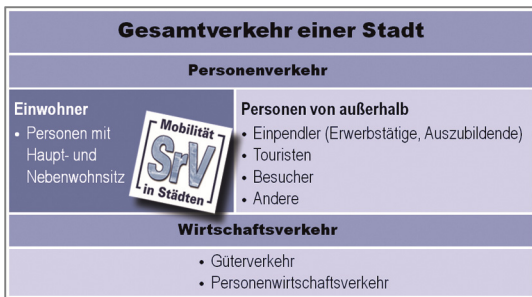 Gesamtverkehr einer Stadt
Personenverkehr
Einwohner
• Personen mit
Haupt- und
Nebenwohnsitz
Mobilität
SrV
in Städten
Personen von außerhalb
• Einpendler (Erwerbstätige, Auszubildende)
• Touristen
• Besucher
• Andere
Wirtschaftsverkehr
• Güterverkehr
• Personenwirtschaftsverkehr